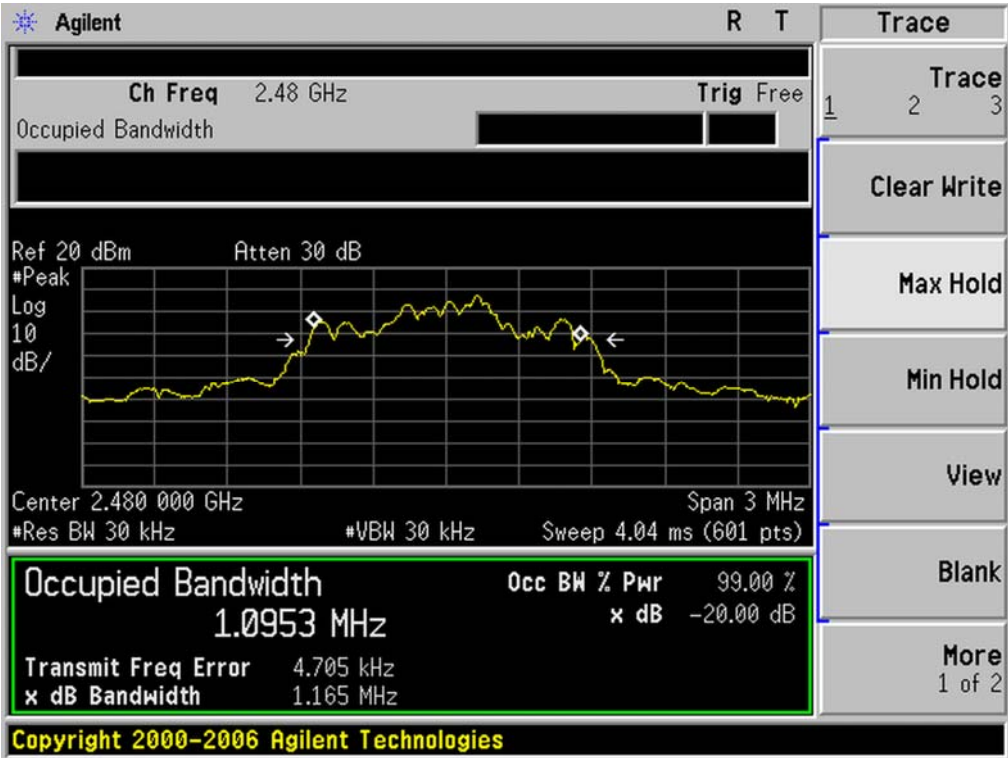 Agilent R T Trace
Ch Freq 2.48 GHz Trig Free
Occupied Bandwidth
Trace
1 2 3
Clear Write
Max Hold
Min Hold
View
Blank
More
1 of 2
Ref 20 dBm Atten 30 dB
#Peak
Log
10
dB/
Center 2.480 000 GHz Span 3 MHz
#Res BW 30 kHz #VBW 30 kHz Sweep 4.04 ms (601 pts)
Occupied Bandwidth Occ BW % Pwr 99.00 %
1.0953 MHz x dB -20.00 dB
Transmit Freq Error 4.705 kHz
x dB Bandwidth 1.165 MHz
Copyright 2000-2006 Agilent Technologies